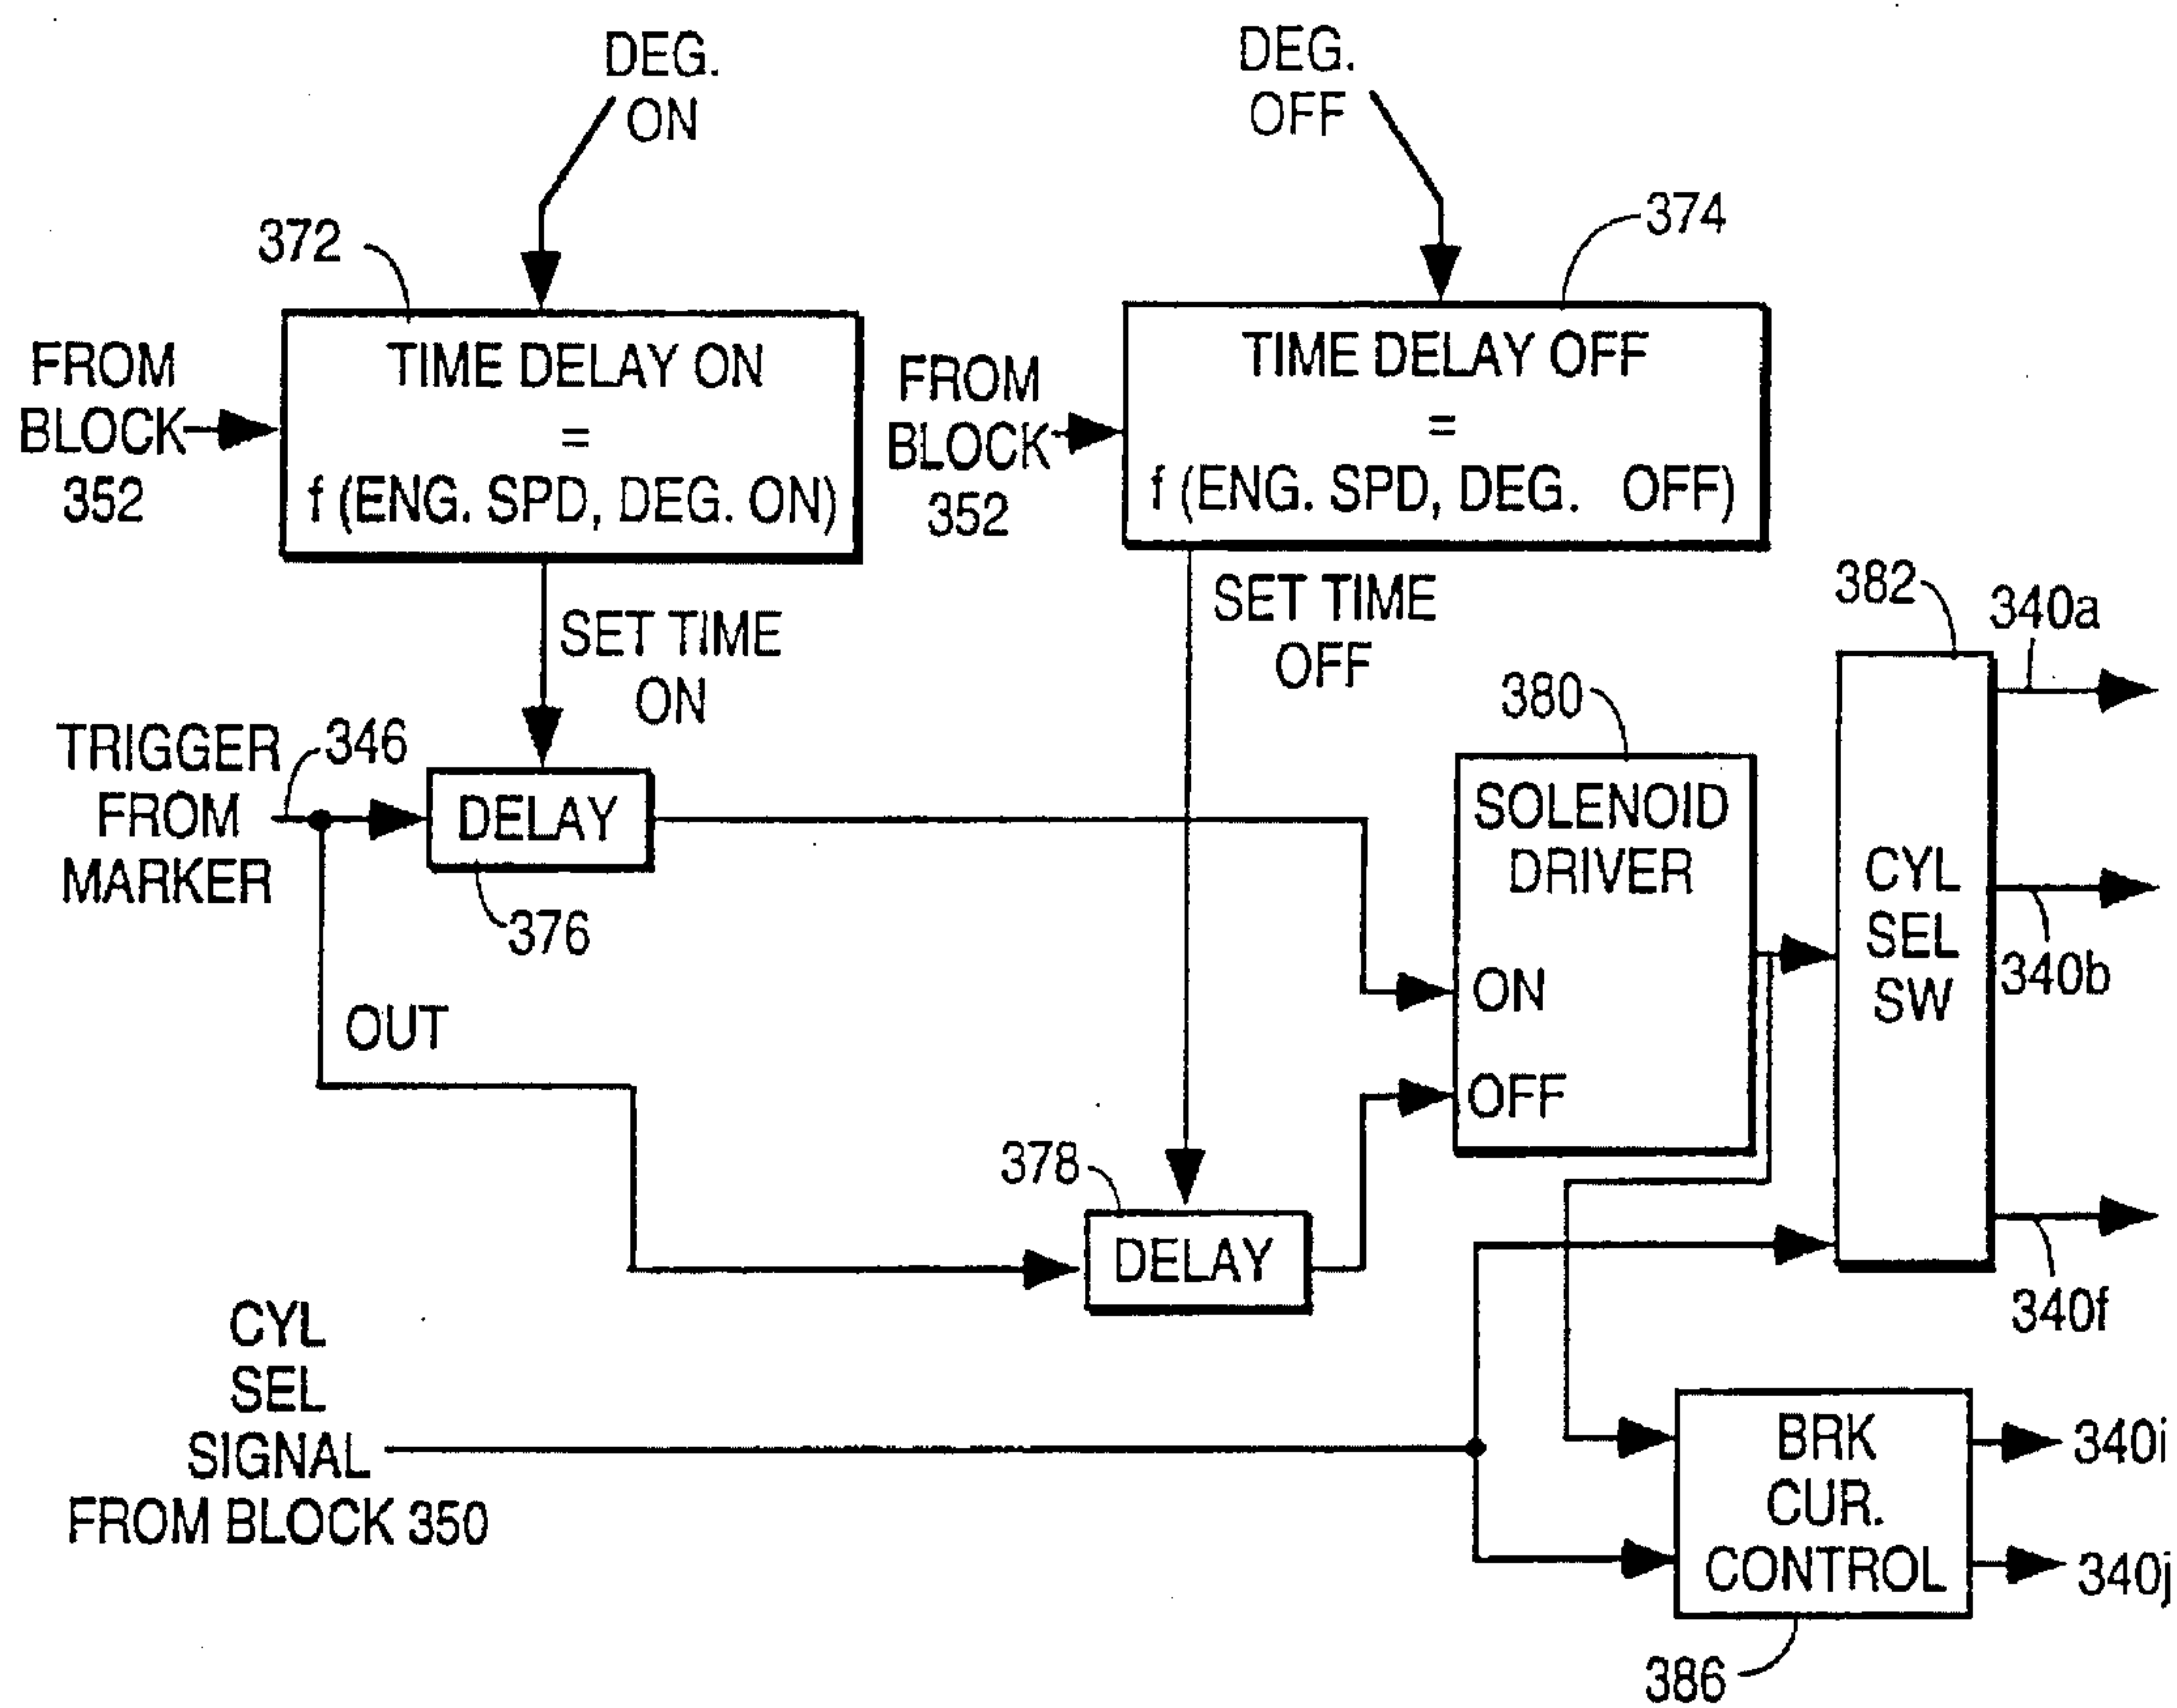 DEG.
ON
DEG.
OFF
372
374
FROM
BLOCK
352
TIME DELAY ON
=
f (ENG. SPD, DEG. ON)
FROM
BLOCK
352
TIME DELAY OFF
=
f (ENG. SPD, DEG. OFF)
SET TIME
ON
SET TIME
OFF
382
340a
380
TRIGGER
FROM
MARKER
346
DELAY
376
SOLENOID
DRIVER
ON
OFF
CYL
SEL
SW
340b
OUT
378
DELAY
340f
CYL
SEL
SIGNAL
FROM BLOCK 350
BRK
CUR.
CONTROL
340i
340j
386